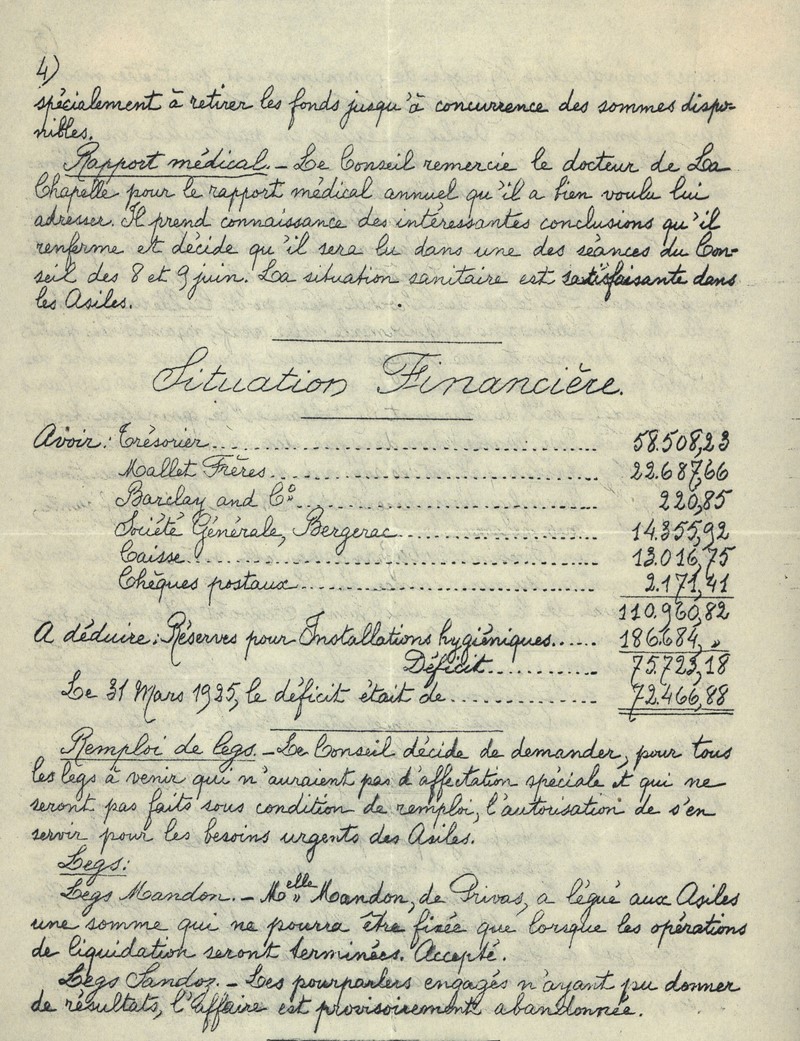 4)
spécialement à retirer les fonds jusqu'à concurrence des sommes dispo-
nibles.
Rapport médical. - Le Conseil remercie le docteur de La
Chapelle pour le rapport médical annuel qu'il a bien voulu lui
adresser. Il prend connaissance des intéressantes conclusions qu'il
renferme et décide qu'il sera lu dans une des séances du Con-
seil des 8 et 9 juin. La situation sanitaire est satisfaisante dans
les Asiles.
Situation Financière.
Avoir: Trésorier.................... 58.508,23
Mallet Frères.................... 22.687,66
Barclay and Co.................... 220,85
Société Générale, Bergerac.................... 14.355,92
Caisse.................... 13.016,75
Chèques postaux.................... 2.171,41
110.960,82
A déduire: Réserves pour Installations hygiéniques...... 186.684, "
Déficit............ 75.723,18
Le 31 Mars 1925, le déficit était de .................. 72.466,88
Remploi de legs. - Le Conseil décide de demander, pour tous
les legs à venir qui n'auraient pas d'affectation spéciale et qui ne
seront pas faits sous condition de remploi, l'autorisation de s'en
servir pour les besoins urgents des Asiles.
Legs:
Legs Mandon. - Melle Mandon, de Privas, a légué aux Asiles
une somme qui ne pourra être fixée que lorsque les opérations
de liquidation seront terminées. Accepté.
Legs Sandoz. - Les pourparlers engagés n'ayant pu donner
de résultats, l'affaire est provisoirement abandonnée.